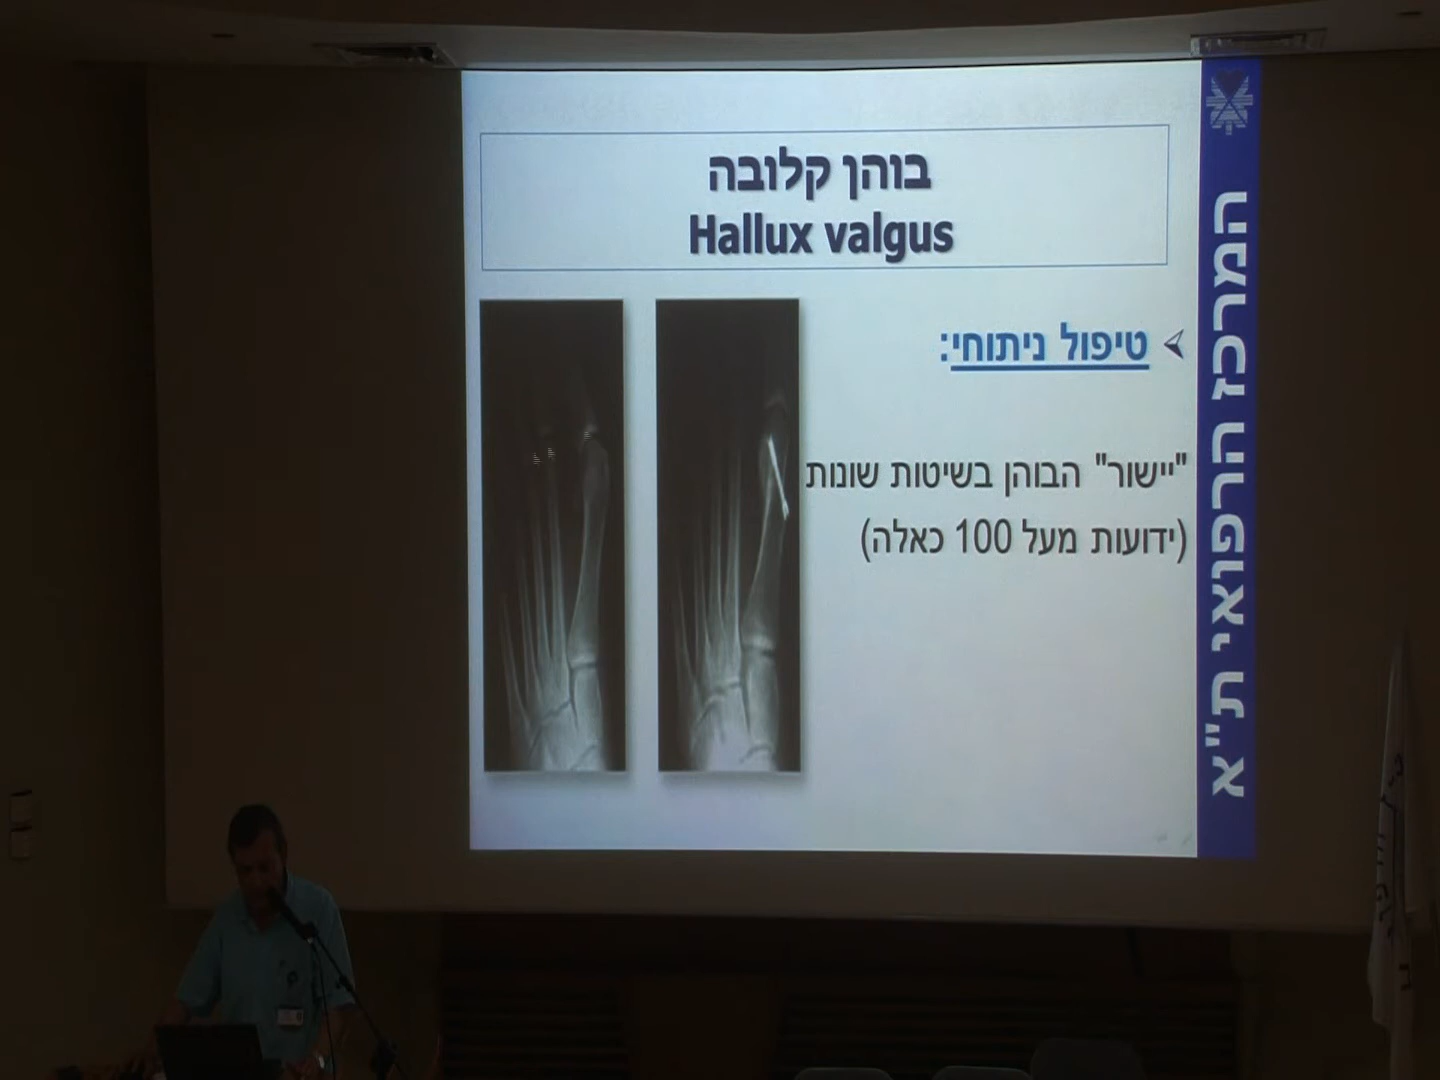 בוהן קלובה
Hallux valgus
טיפול ניתוחי:
"יישור" הבוהן בשיטות שונות
(ידועות מעל 100 כאלה)
המרכז הרפואי ת"א